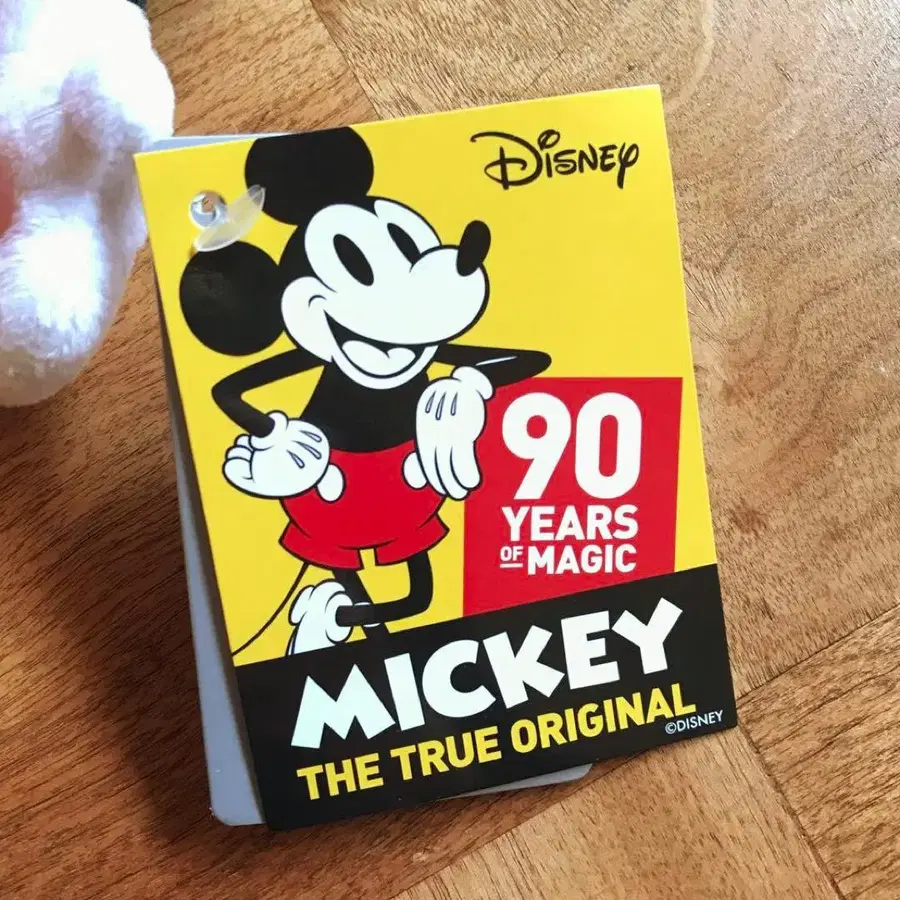 Disney
90
YEARS
OF MAGIC
MICKEY
THE TRUE ORIGINAL
©DISNEY